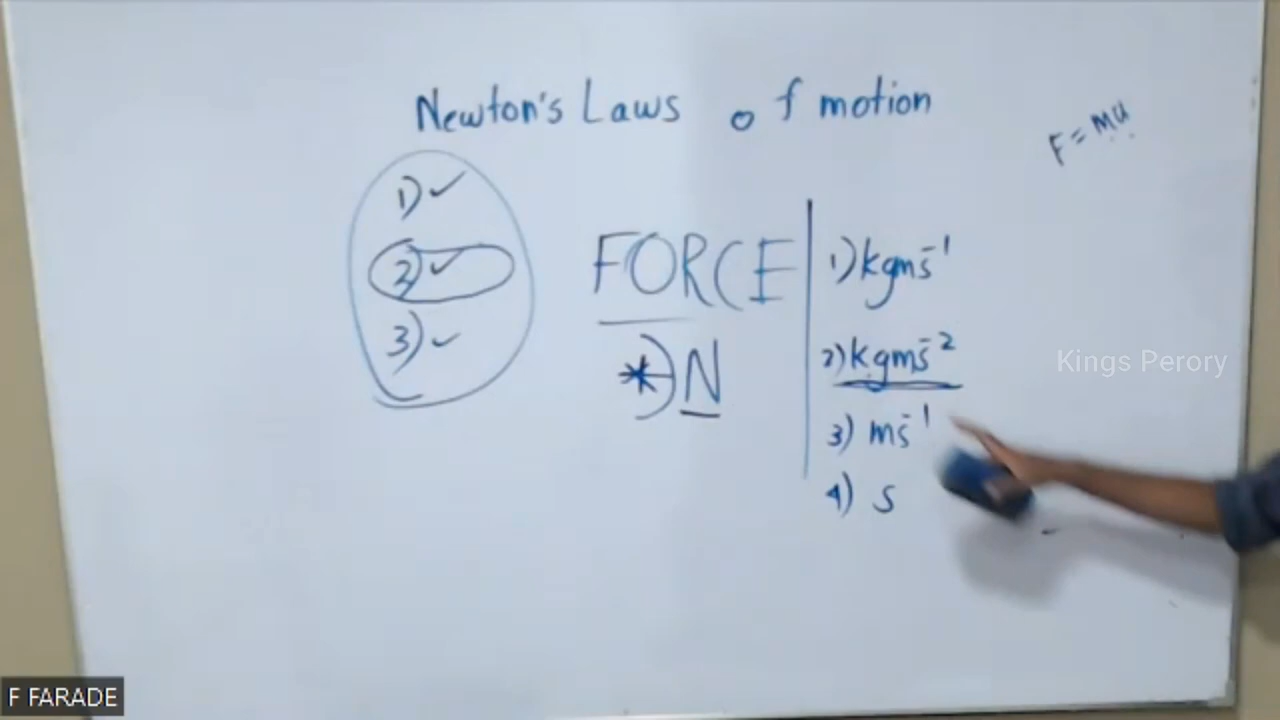 Newton's Laws of motion
F = ma
1) ✓
2) ✓
3) ✓
FORCE
*) N
1) kgms⁻¹
2) kgms⁻²
3) ms⁻¹
4) s
Kings Perory
F FARADE